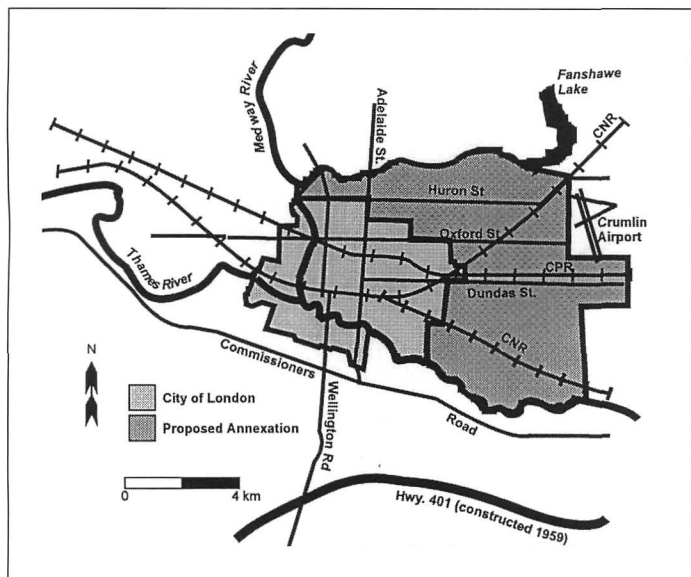 Fanshawe
Lake
Medway River
Adelaide St.
CNR
Huron St
Oxford St.
Crumlin
Airport
Thames River
CPR
Dundas St.
CNR
Commissioners
N
City of London
Proposed Annexation
Wellington Rd
Road
0 4 km
Hwy. 401 (constructed 1959)